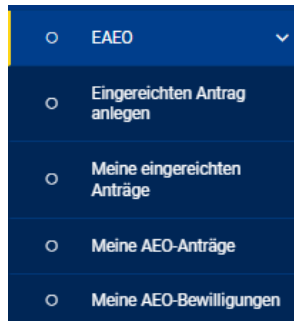 EAEO
Eingereichten Antrag
anlegen
Meine eingereichten
Anträge
Meine AEO-Anträge
Meine AEO-Bewilligungen